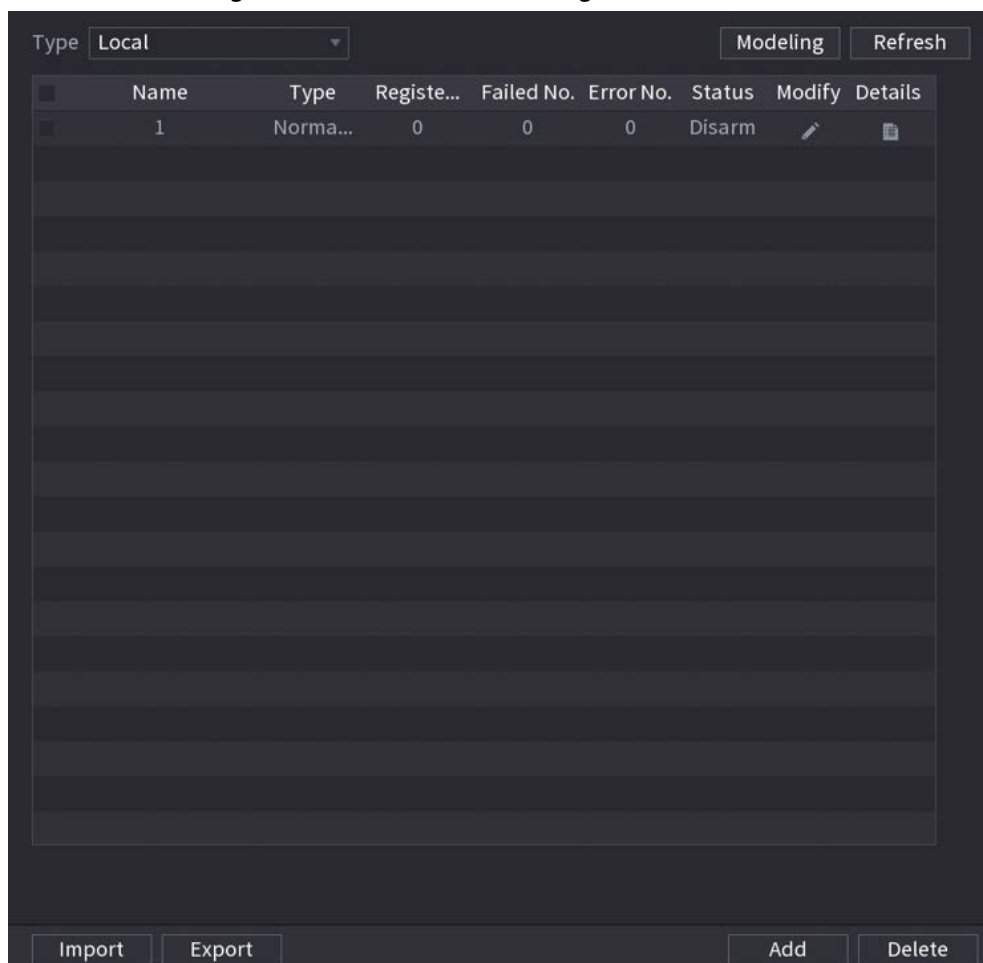 Type Local Modeling Refresh
Name Type Registe... Failed No. Error No. Status Modify Details
1 Norma... 0 0 0 Disarm
Import Export Add Delete